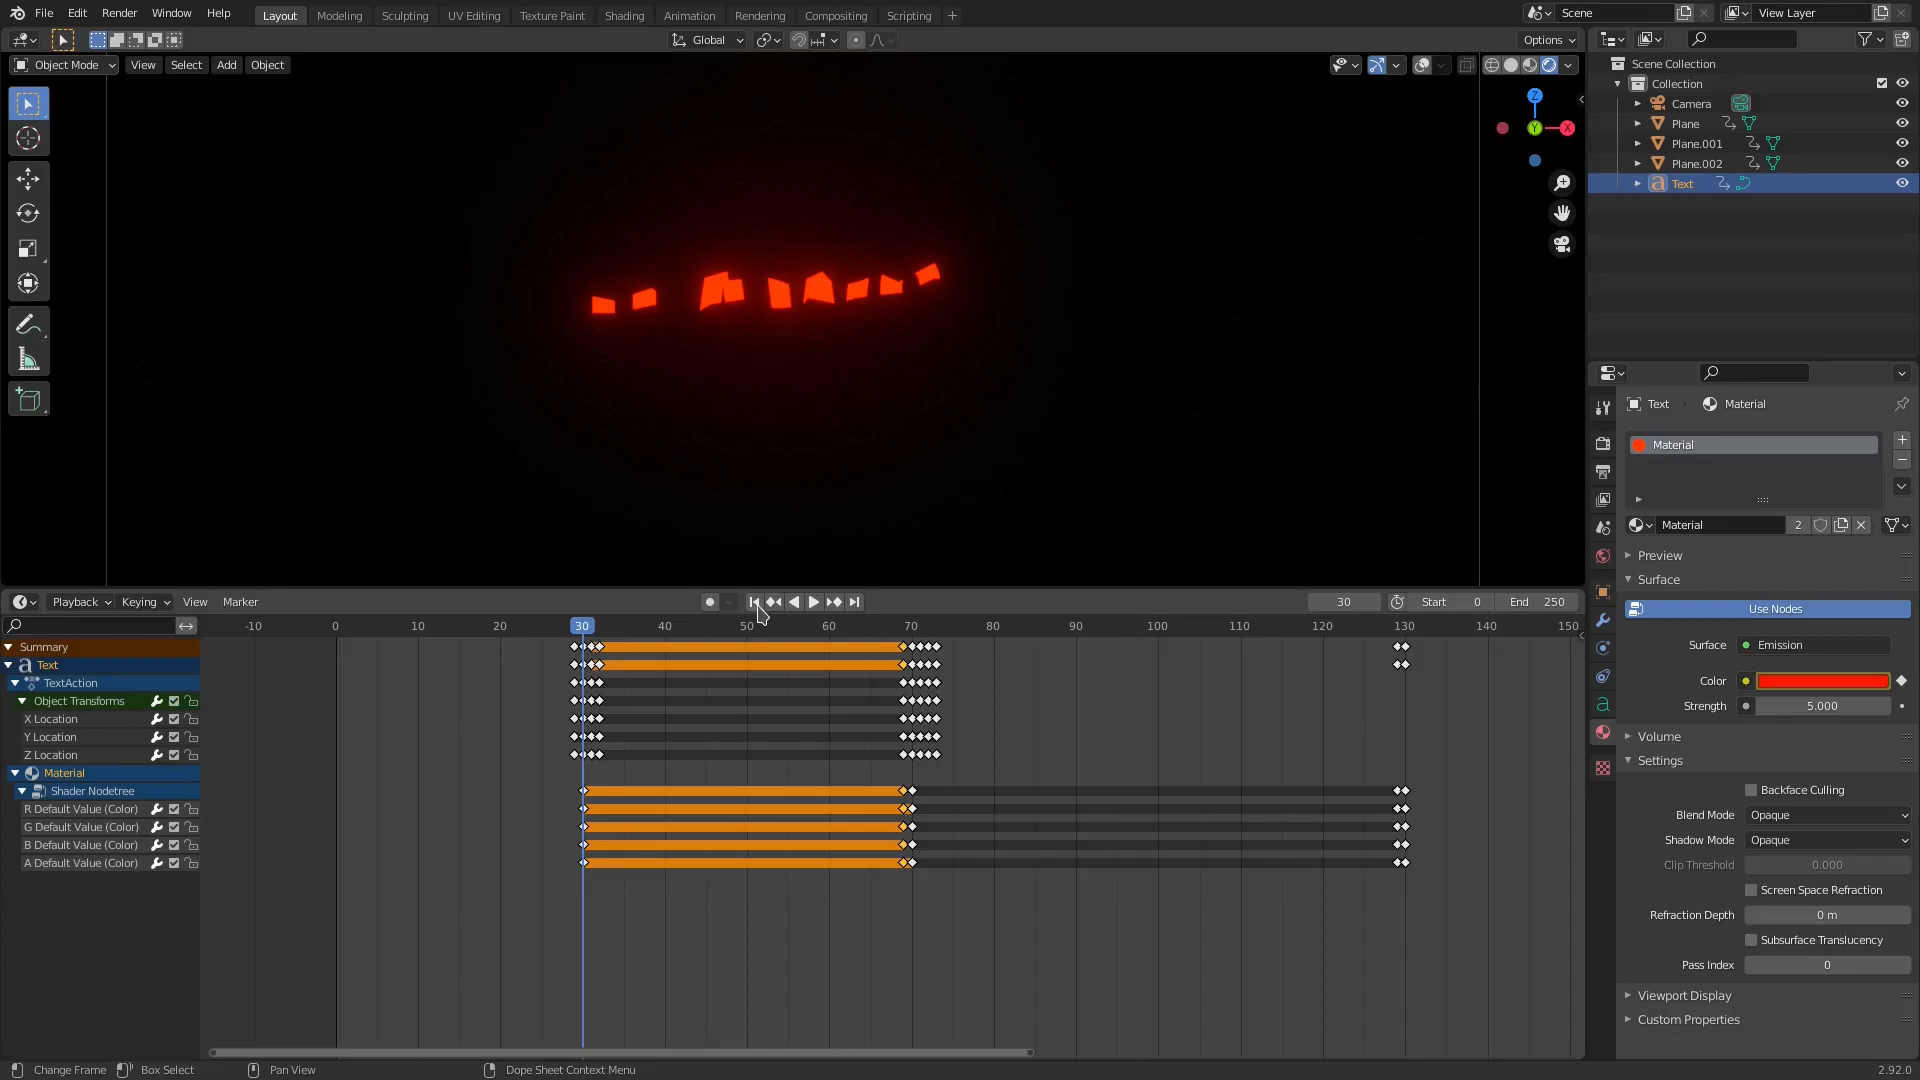 File Edit Render Window Help Layout Modeling Sculpting UV Editing Texture Paint Shading Animation Rendering Compositing Scripting Scene View Layer
Global Options
Object Mode View Select Add Object
Z
Y
X
Scene Collection
Collection
Camera
Plane
Plane.001
Plane.002
Text
Text Material
Material
Material 2
Preview
Surface
Use Nodes
Surface Emission
Color
Strength 5.000
Volume
Settings
Backface Culling
Blend Mode Opaque
Shadow Mode Opaque
Clip Threshold 0.000
Screen Space Refraction
Refraction Depth 0 m
Subsurface Translucency
Pass Index 0
Viewport Display
Custom Properties
Playback Keying View Marker 30 Start 0 End 250
-10 0 10 20 30 40 50 60 70 80 90 100 110 120 130 140 150
Summary
Text
TextAction
Object Transforms
X Location
Y Location
Z Location
Material
Shader Nodetree
R Default Value (Color)
G Default Value (Color)
B Default Value (Color)
A Default Value (Color)
Change Frame Box Select Pan View Dope Sheet Context Menu 2.92.0